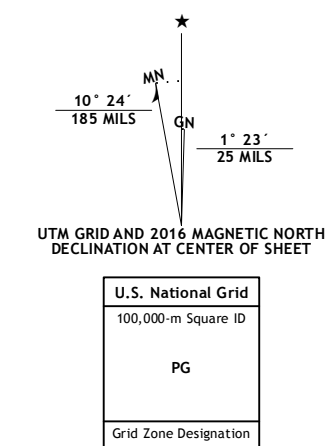 ★
MN
10° 24´
185 MILS
GN
1° 23´
25 MILS
UTM GRID AND 2016 MAGNETIC NORTH
DECLINATION AT CENTER OF SHEET
U.S. National Grid
100,000-m Square ID
PG
Grid Zone Designation